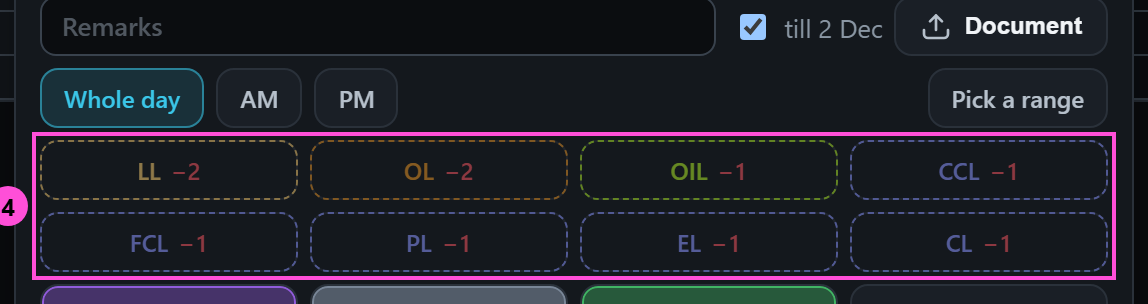 Remarks
till 2 Dec
Document
Whole day
AM
PM
Pick a range
LL −2
OL −2
OIL −1
CCL −1
4
FCL −1
PL −1
EL −1
CL −1